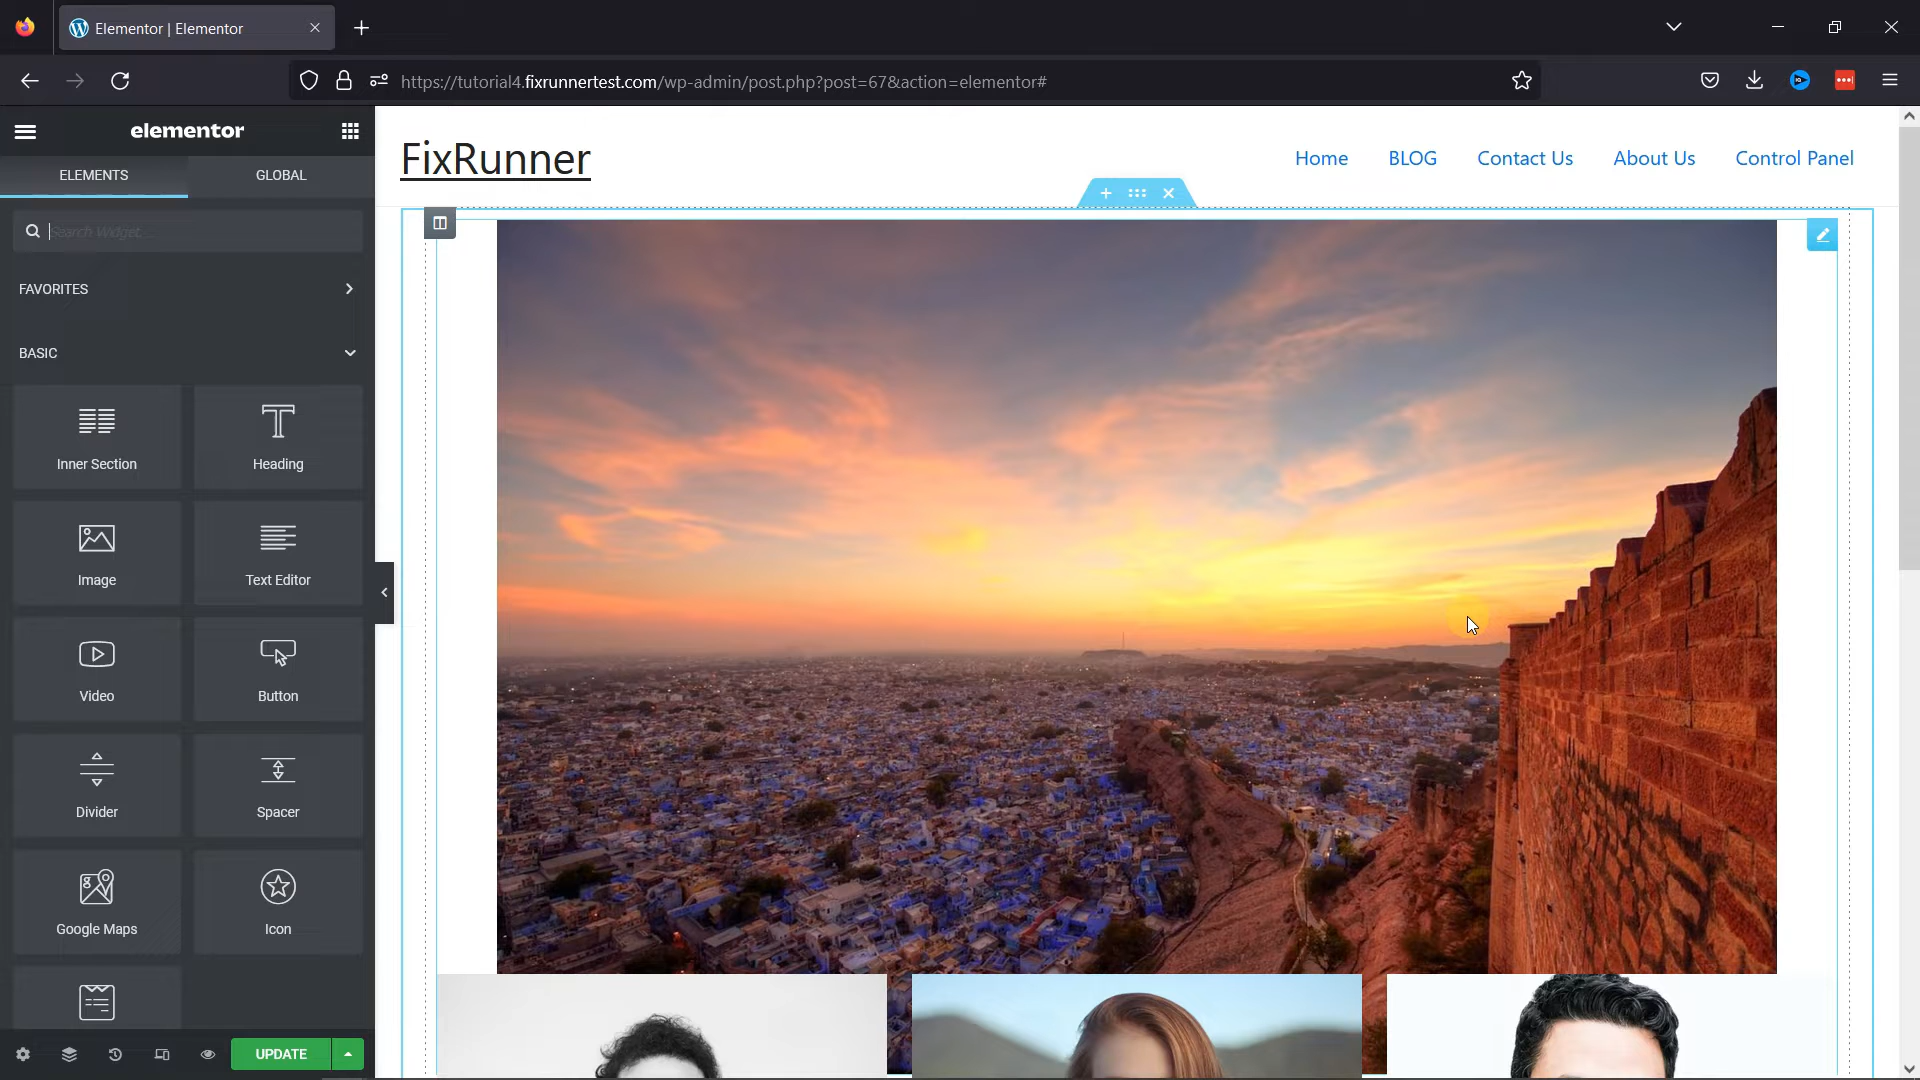 Elementor | Elementor
https://tutorial4.fixrunnertest.com/wp-admin/post.php?post=67&action=elementor#
elementor
ELEMENTS
GLOBAL
Search Widget...
FAVORITES
BASIC
Inner Section
Heading
Image
Text Editor
Video
Button
Divider
Spacer
Google Maps
Icon
UPDATE
FixRunner
Home
BLOG
Contact Us
About Us
Control Panel